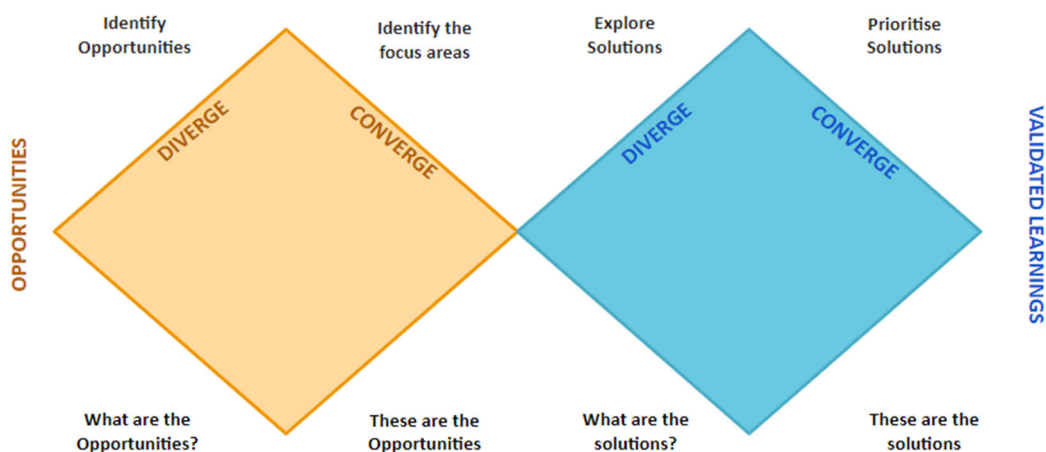 Identify
Opportunities
Identify the
focus areas
Explore
Solutions
Prioritise
Solutions
DIVERGE
CONVERGE
DIVERGE
CONVERGE
OPPORTUNITIES
VALIDATED LEARNINGS
What are the
Opportunities?
These are the
Opportunities
What are the
solutions?
These are the
solutions